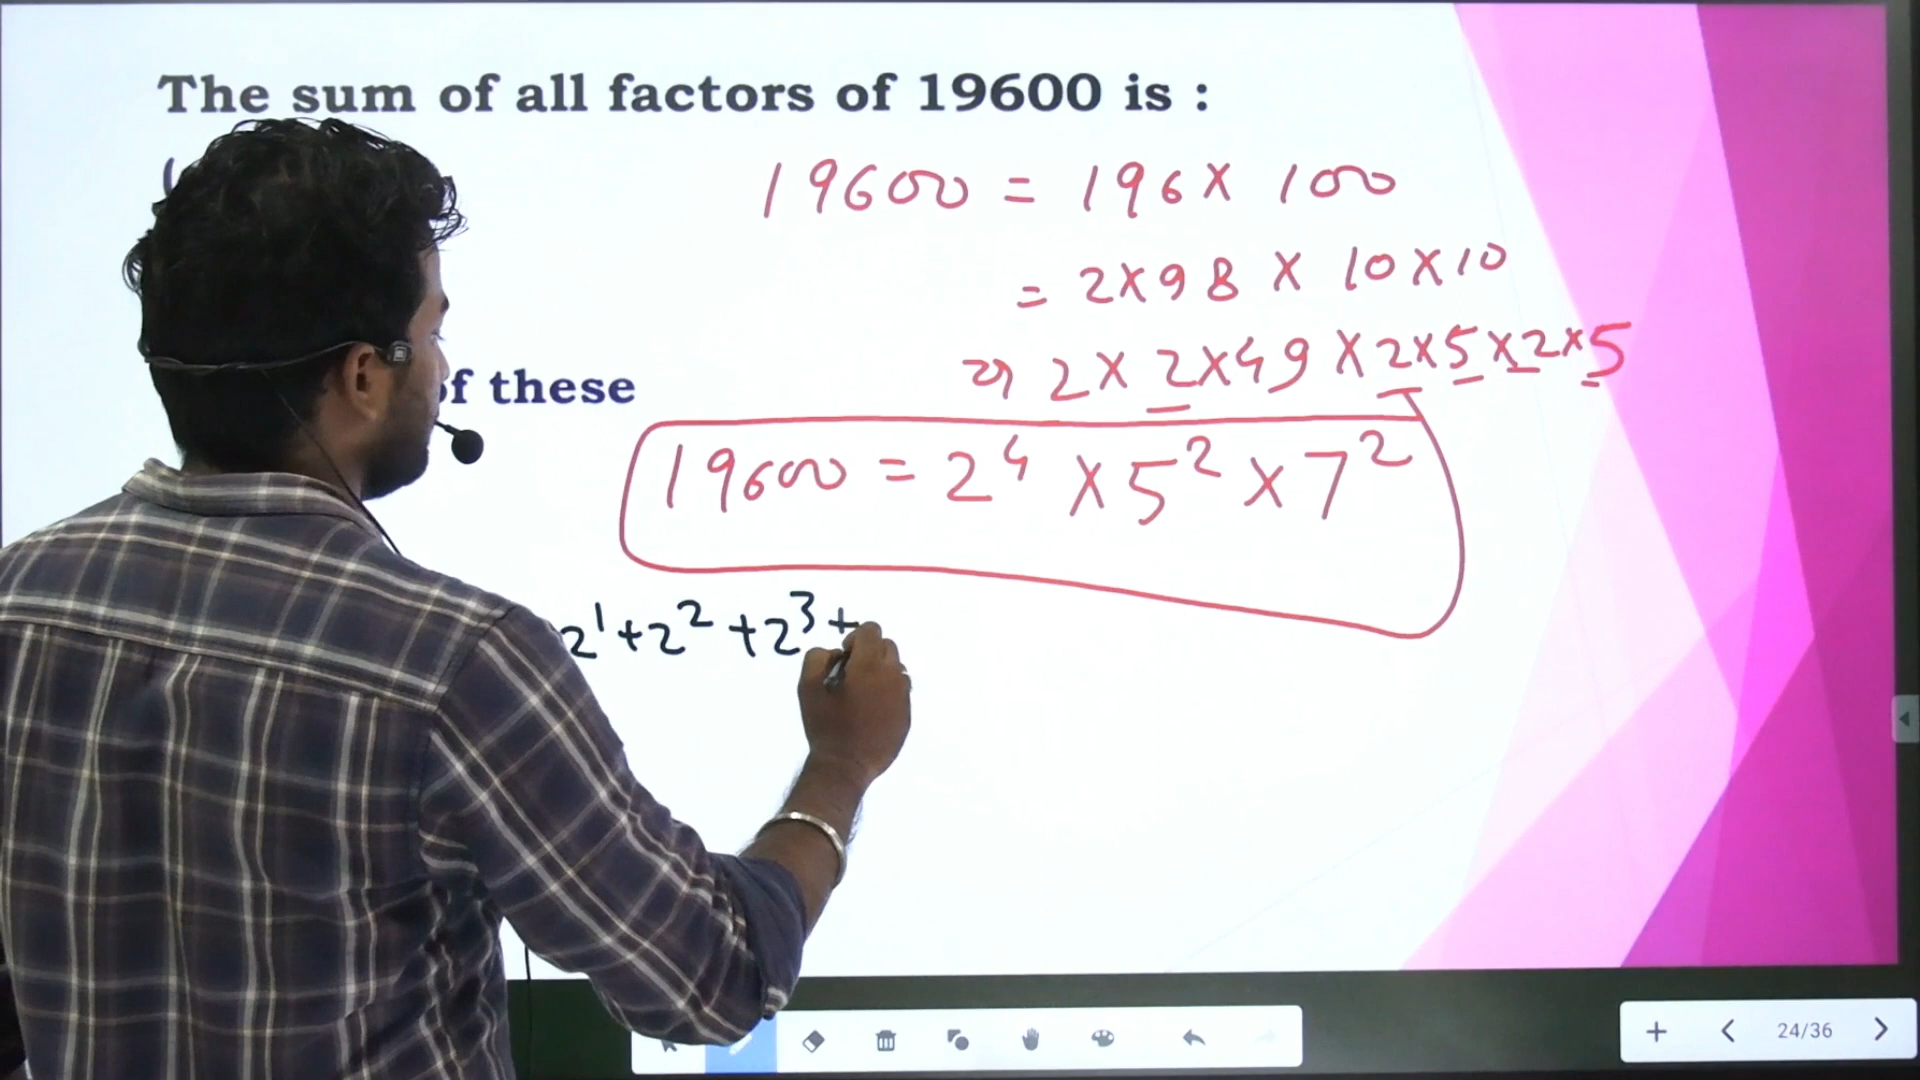 The sum of all factors of 19600 is :
(
19600 = 196 × 100
= 2×98 × 10×10
⇒ 2× 2×49 × 2×5×2×5
of these
19600 = 2⁴ × 5² × 7²
2¹+2²+2³+
24/36